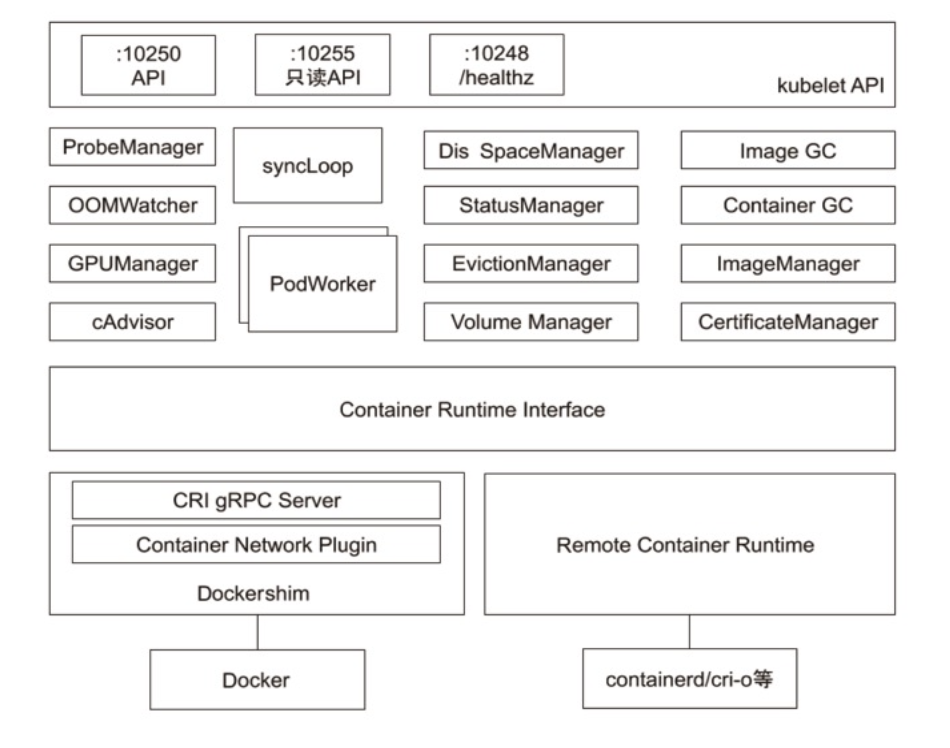 :10250
API
:10255
只读API
:10248
/healthz
kubelet API
ProbeManager
syncLoop
Dis SpaceManager
Image GC
OOMWatcher
StatusManager
Container GC
GPUManager
PodWorker
EvictionManager
ImageManager
cAdvisor
Volume Manager
CertificateManager
Container Runtime Interface
CRI gRPC Server
Container Network Plugin
Dockershim
Remote Container Runtime
Docker
containerd/cri-o等